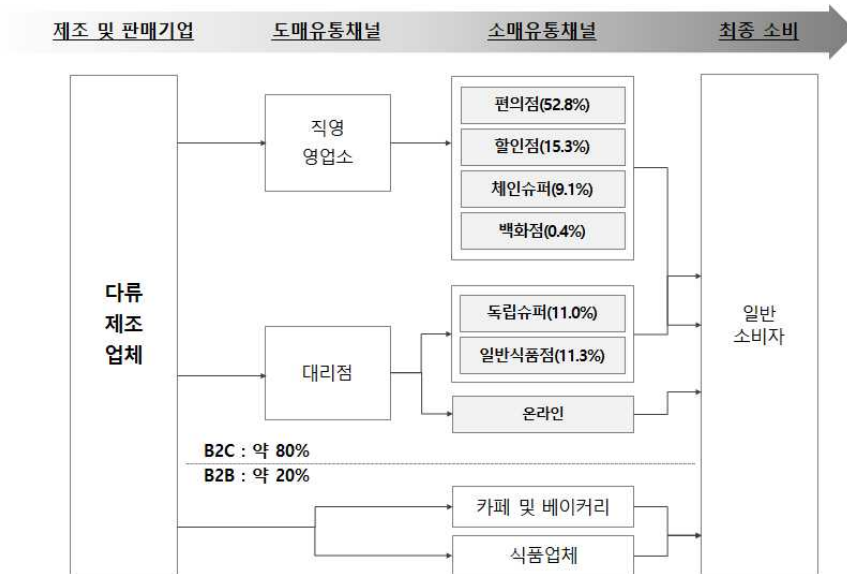 제조 및 판매기업
도매유통채널
소매유통채널
최종 소비
다류
제조
업체
직영
영업소
편의점(52.8%)
할인점(15.3%)
체인슈퍼(9.1%)
백화점(0.4%)
대리점
독립슈퍼(11.0%)
일반식품점(11.3%)
온라인
일반
소비자
B2C : 약 80%
B2B : 약 20%
카페 및 베이커리
식품업체